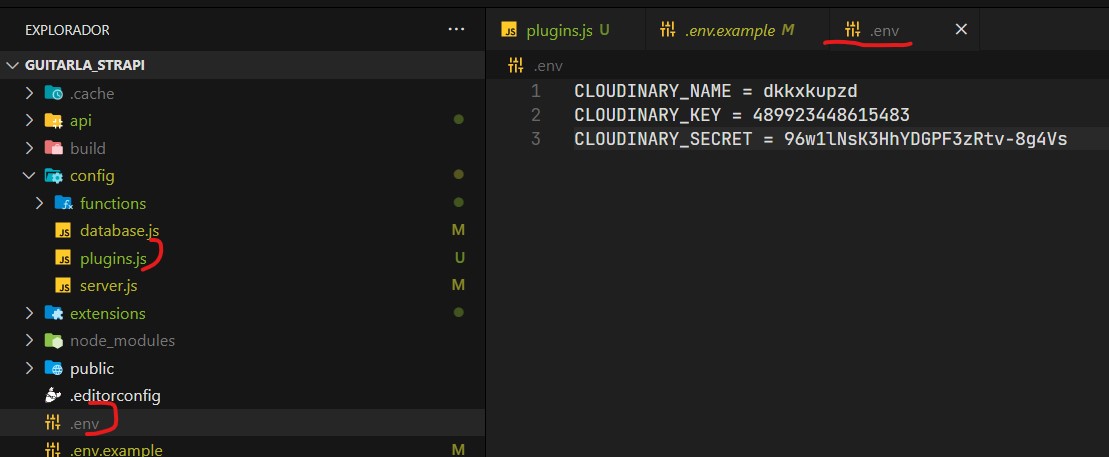 EXPLORADOR
GUITARLA_STRAPI
.cache
api
build
config
functions
database.js M
plugins.js U
server.js M
extensions
node_modules
public
.editorconfig
.env
.env.example M
plugins.js U .env.example M .env
.env
1 CLOUDINARY_NAME = dkkxkupzd
2 CLOUDINARY_KEY = 489923448615483
3 CLOUDINARY_SECRET = 96w1lNsK3HhYDGPF3zRtv-8g4Vs